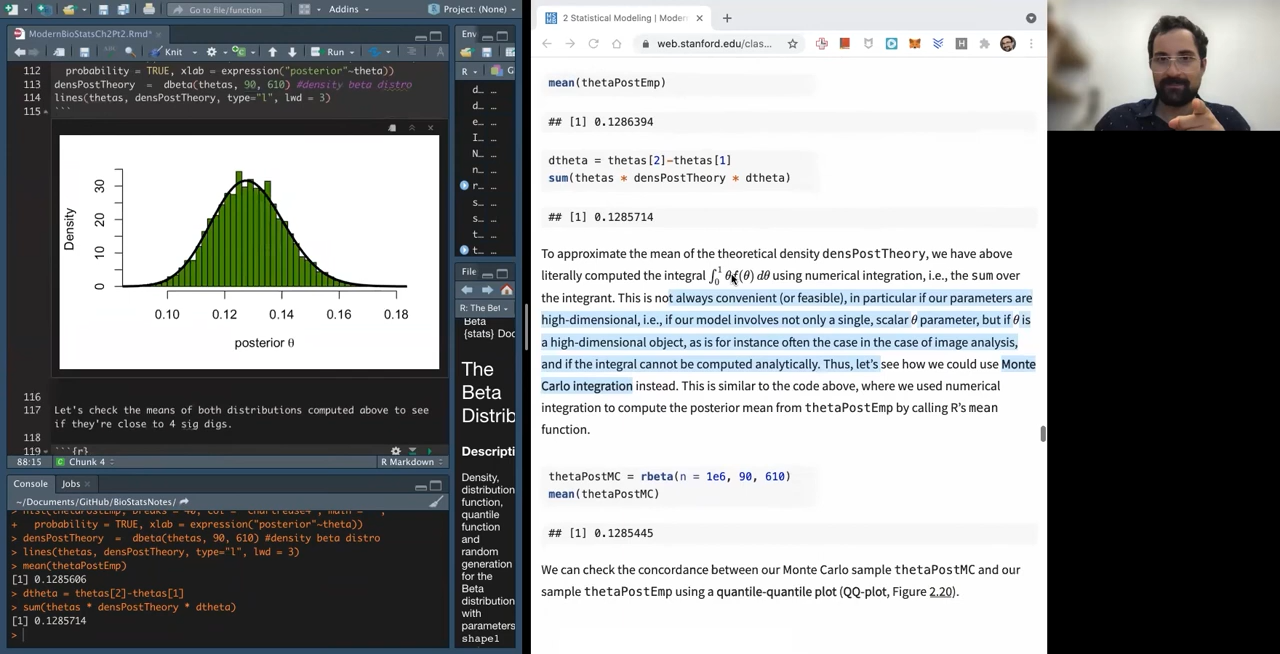 Go to file/function
Addins
Project: (None)
ModernBioStatsCh2Pt2.Rmd*
ABC
Knit
Run
112 probability = TRUE, xlab = expression("posterior"~theta))
113 densPostTheory = dbeta(thetas, 90, 610) #density beta distro
114 lines(thetas, densPostTheory, type="l", lwd = 3)
115 ```
Density
0 10 20 30
0.10 0.12 0.14 0.16 0.18
posterior θ
116
117 Let's check the means of both distributions computed above to see
if they're close to 4 sig digs.
118
119 ```{r}
88:15 Chunk 4 R Markdown
Console Jobs
~/Documents/GitHub/BioStatsNotes/
+ probability = TRUE, xlab = expression("posterior"~theta))
> densPostTheory = dbeta(thetas, 90, 610) #density beta distro
> lines(thetas, densPostTheory, type="l", lwd = 3)
> mean(thetaPostEmp)
[1] 0.1285606
> dtheta = thetas[2]-thetas[1]
> sum(thetas * densPostTheory * dtheta)
[1] 0.1285714
>
Env
R G
d… …
d… …
e… …
I… …
N… …
n… …
r… …
s… …
s… …
t… …
t… …
File
R: The Bet
Beta
{stats} Doc
The
Beta
Distrib
Descripti
Density,
distribution
function,
quantile
function
and
random
generation
for the
Beta
distribution
with
parameters
shape1
2 Statistical Modeling | Modern
web.stanford.edu/clas…
mean(thetaPostEmp)
## [1] 0.1286394
dtheta = thetas[2]-thetas[1]
sum(thetas * densPostTheory * dtheta)
## [1] 0.1285714
To approximate the mean of the theoretical density densPostTheory, we have above
literally computed the integral ∫₀¹ θf(θ) dθ using numerical integration, i.e., the sum over
the integrant. This is not always convenient (or feasible), in particular if our parameters are
high-dimensional, i.e., if our model involves not only a single, scalar θ parameter, but if θ is
a high-dimensional object, as is for instance often the case in the case of image analysis,
and if the integral cannot be computed analytically. Thus, let's see how we could use Monte
Carlo integration instead. This is similar to the code above, where we used numerical
integration to compute the posterior mean from thetaPostEmp by calling R's mean
function.
thetaPostMC = rbeta(n = 1e6, 90, 610)
mean(thetaPostMC)
## [1] 0.1285445
We can check the concordance between our Monte Carlo sample thetaPostMC and our
sample thetaPostEmp using a quantile-quantile plot (QQ-plot, Figure 2.20).